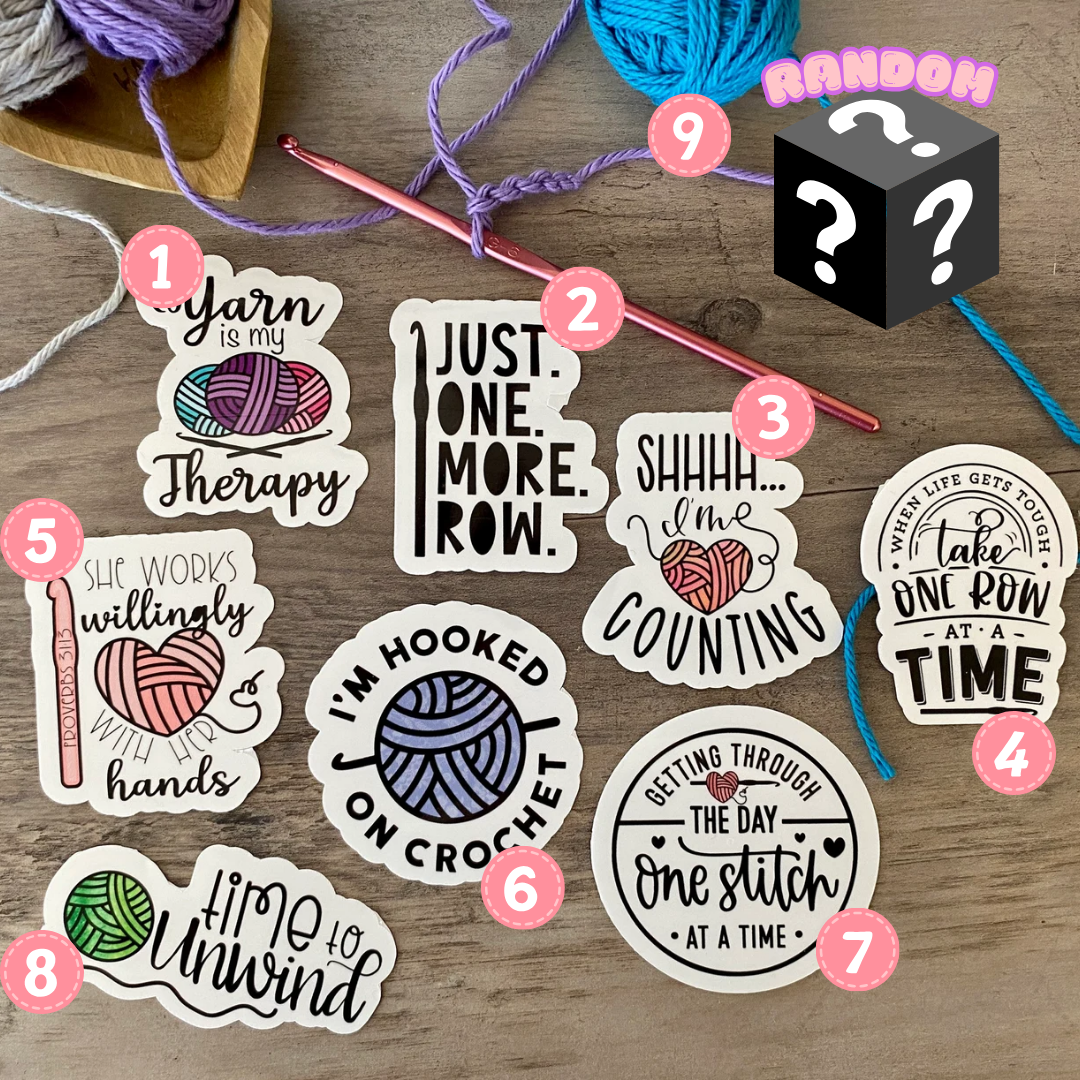 RANDOM
?
?
?
9
1
Yarn
is my
Therapy
2
JUST.
ONE.
MORE.
ROW.
3
SHHHH...
I'm
COUNTING
WHEN LIFE GETS TOUGH
take
ONE ROW
- AT · A -
TIME
4
5
SHE WORKS
willingly
WITH HER
hands
PROVERBS 31:13
I'M HOOKED
ON CROCHET
6
GETTING THROUGH
THE DAY
one stitch
• AT A TIME •
7
8
time to
Unwind